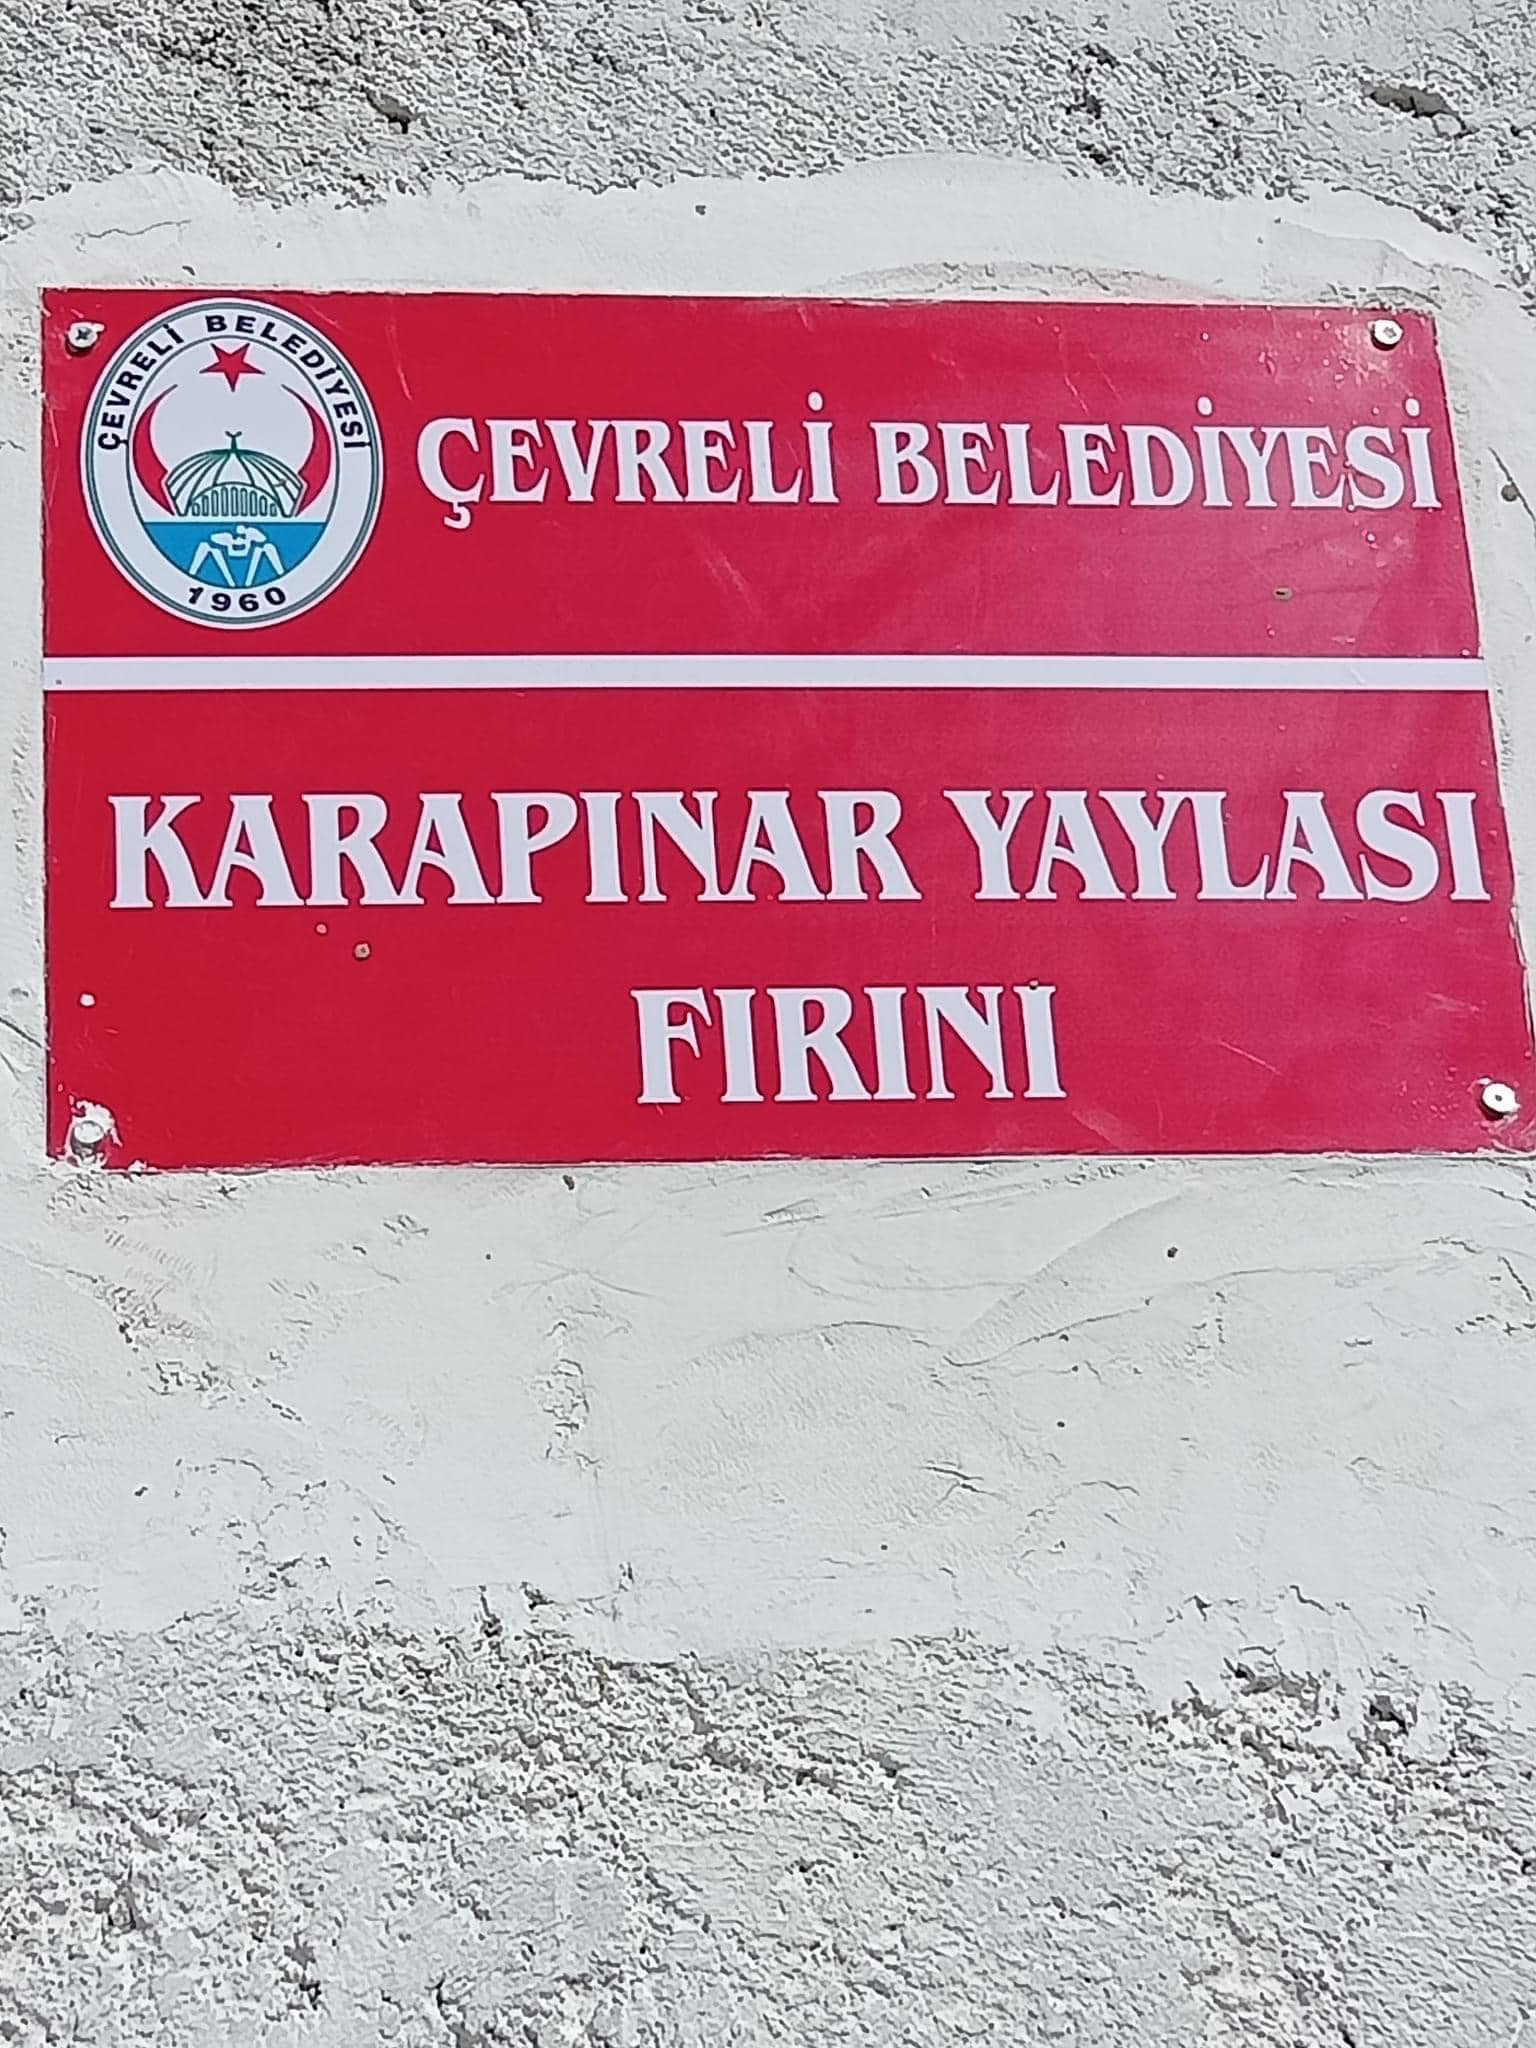 ÇEVRELİ BELEDİYESİ
1960
ÇEVRELİ BELEDİYESİ
KARAPINAR YAYLASI
FIRINI